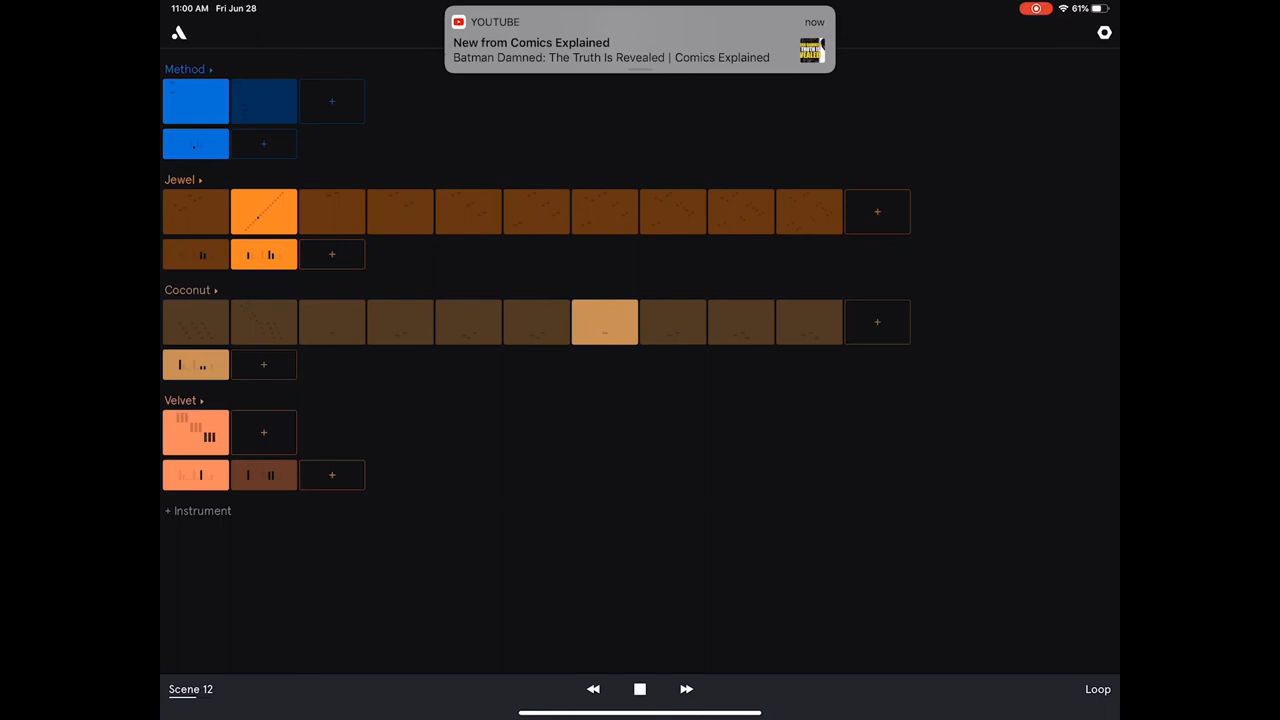 11:00 AM Fri Jun 28
61%
YOUTUBE
now
New from Comics Explained
Batman Damned: The Truth Is Revealed | Comics Explained
Method
Jewel
Coconut
Velvet
+ Instrument
Scene 12
Loop